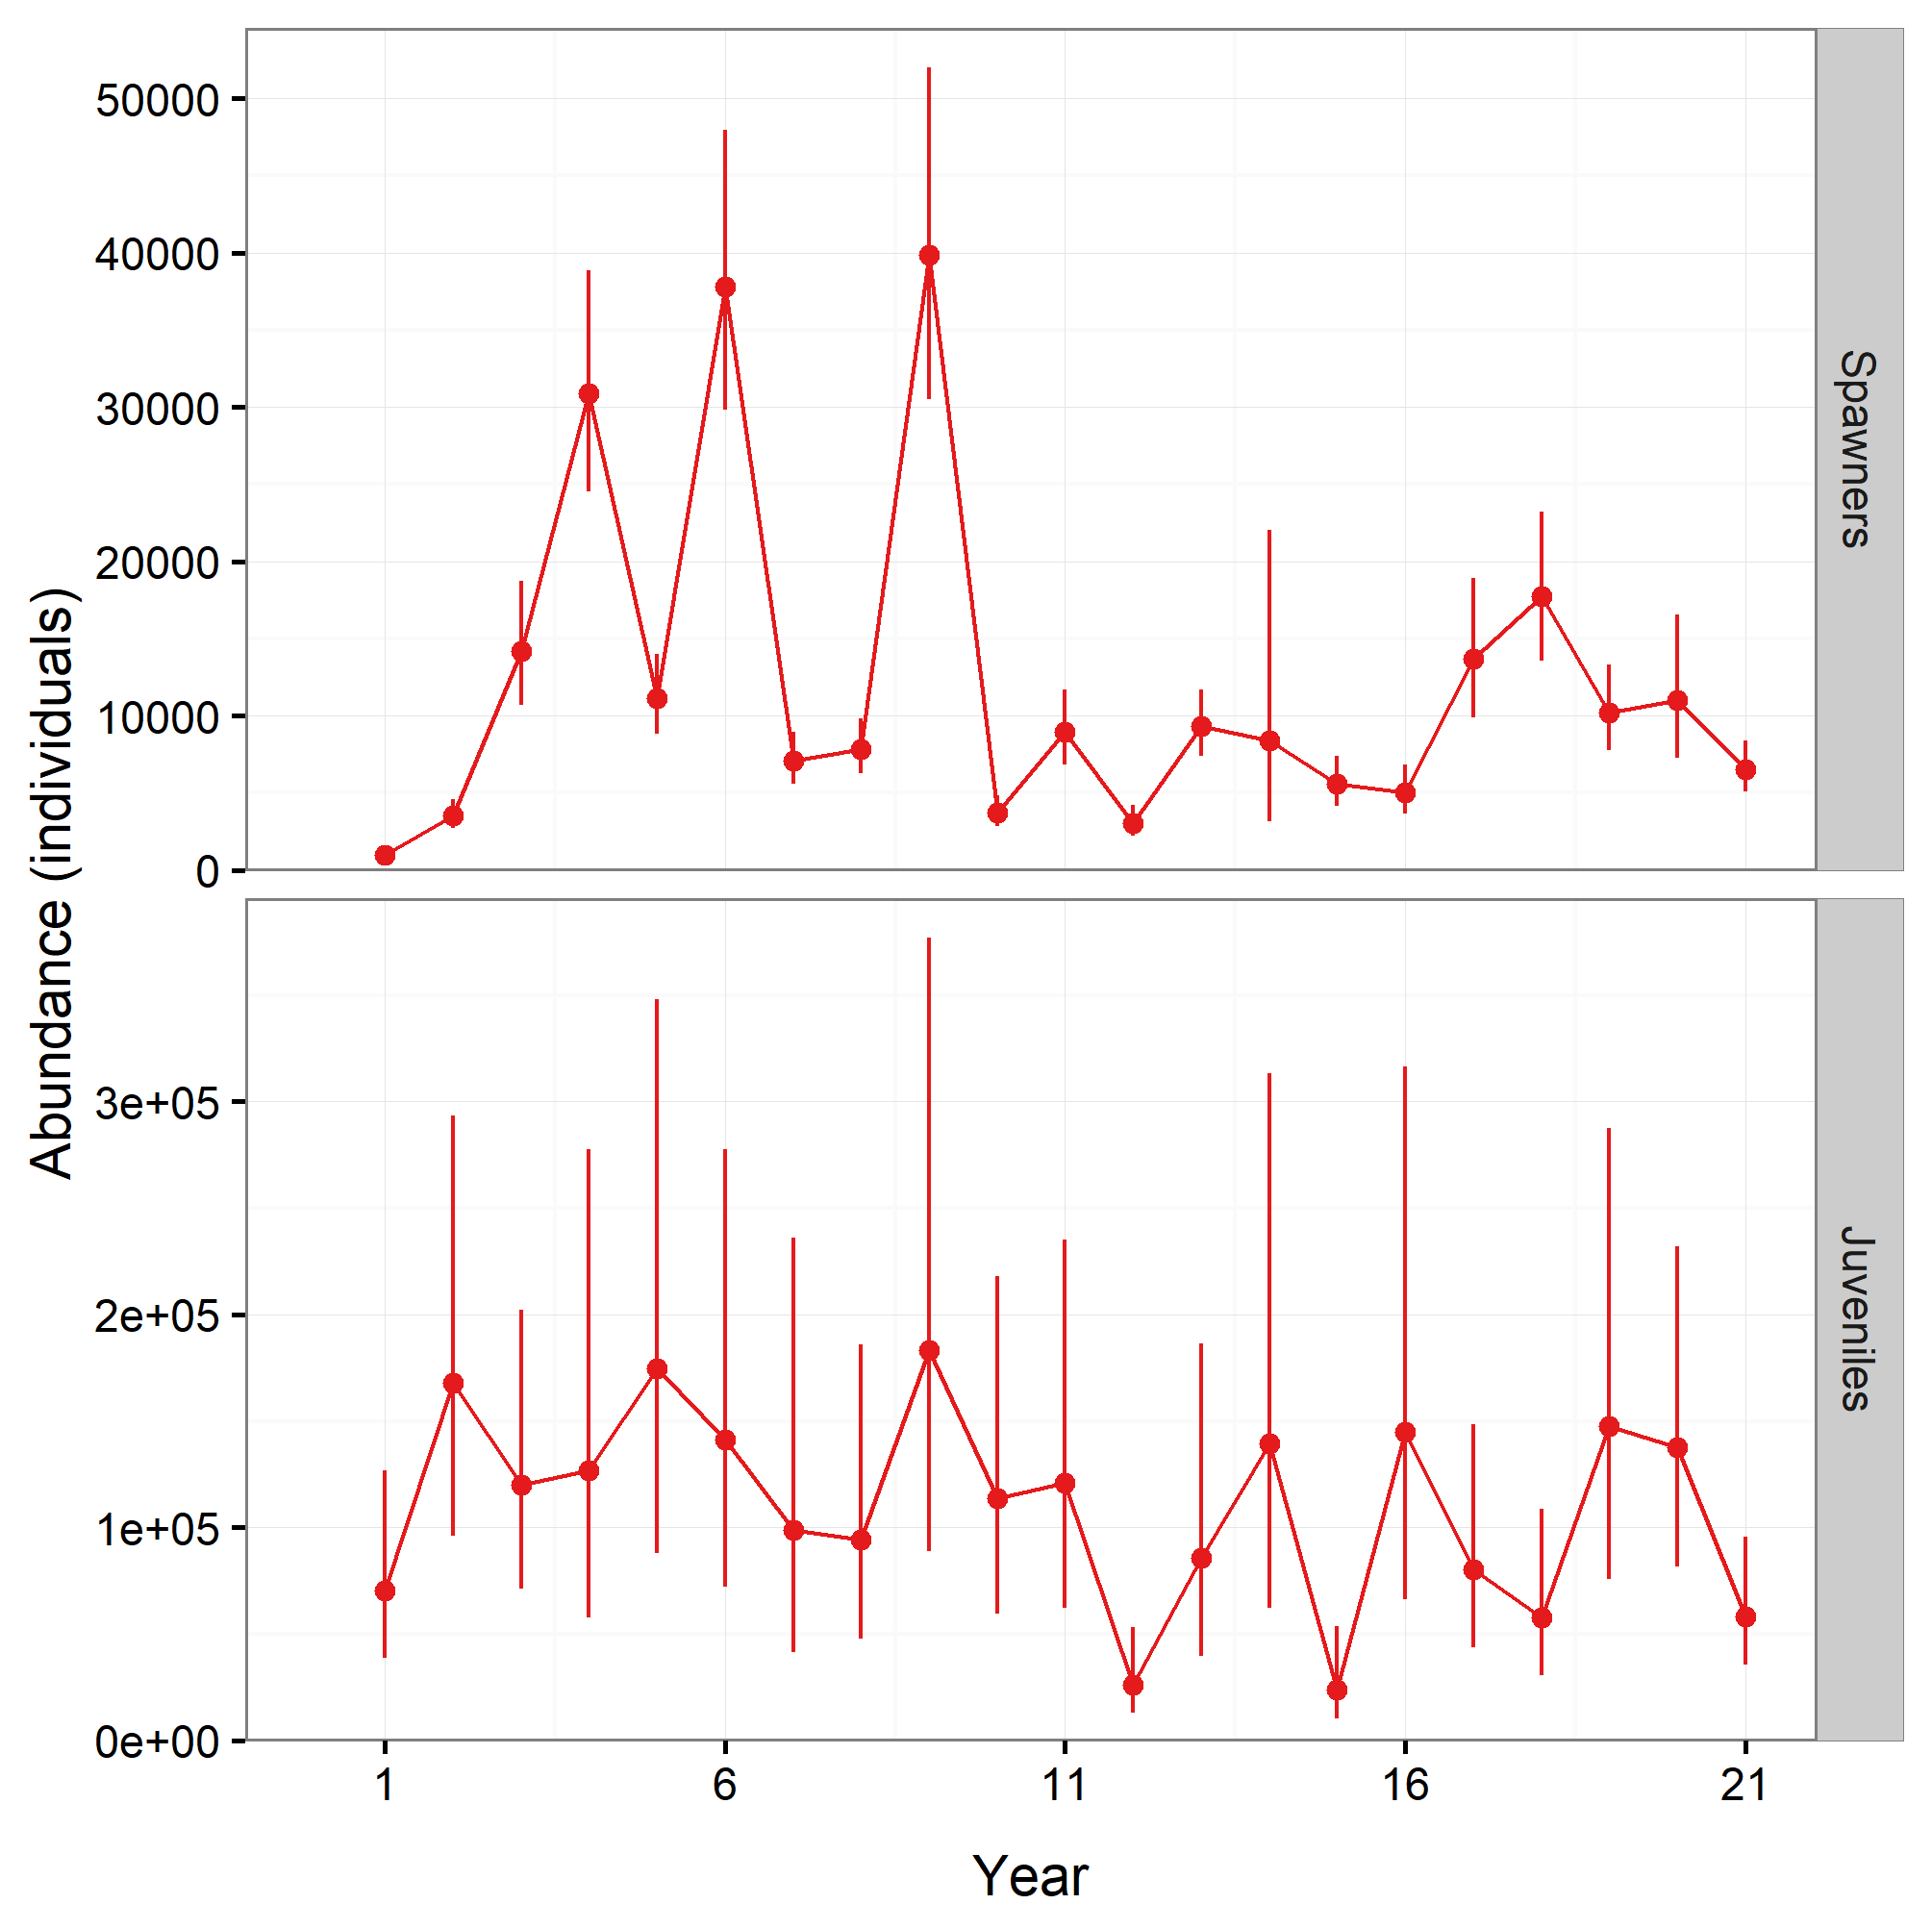 Abundance (individuals)
50000
40000
30000
20000
10000
0
Spawners
3e+05
2e+05
1e+05
0e+00
Juveniles
1 6 11 16 21
Year